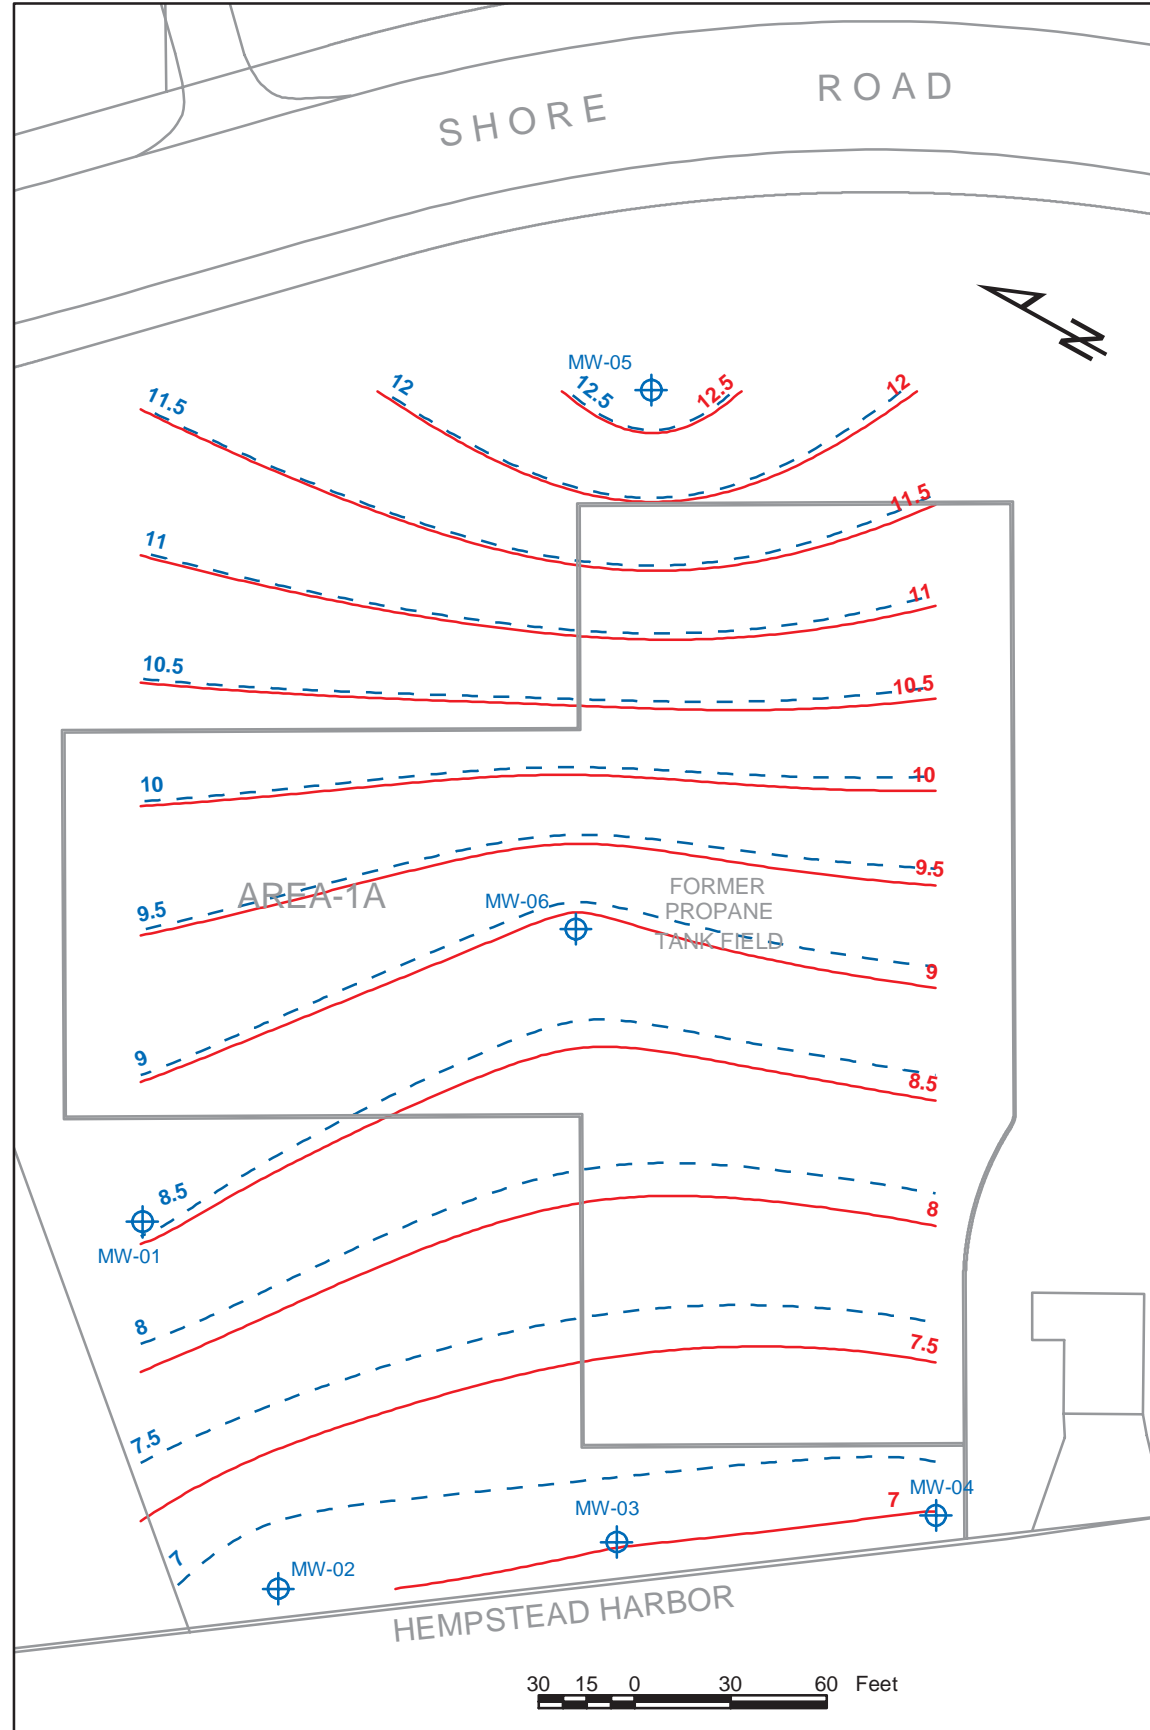 SHORE ROAD
N
MW-05
12
12.5
12.5
12
11.5
11.5
11
11
10.5
10.5
10
10
AREA-1A
9.5
9.5
MW-06
FORMER
PROPANE
TANK FIELD
9
9
8.5
8.5
MW-01
8
8
7.5
7.5
7
7
MW-04
MW-03
MW-02
HEMPSTEAD HARBOR
30 15 0 30 60 Feet